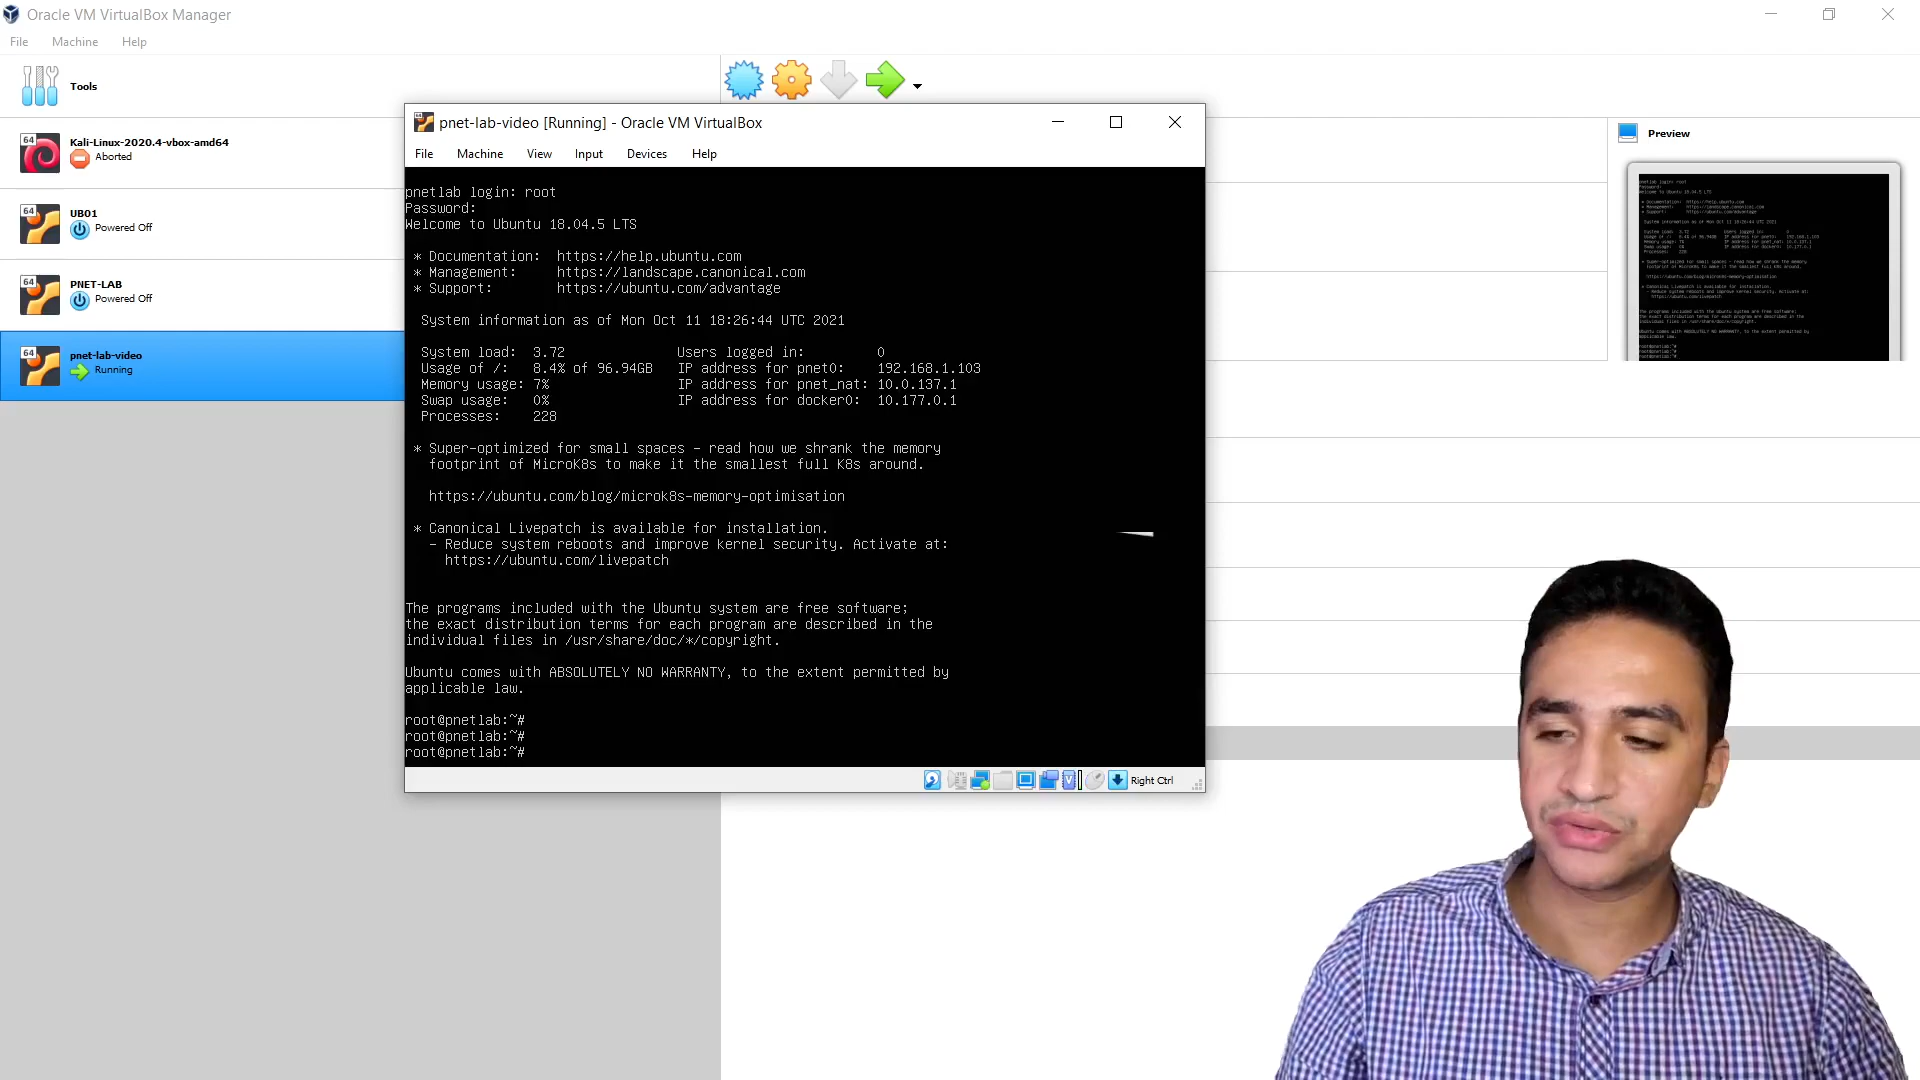 Oracle VM VirtualBox Manager
File Machine Help
Tools
64 Kali-Linux-2020.4-vbox-amd64
Aborted
64 UB01
Powered Off
64 PNET-LAB
Powered Off
64 pnet-lab-video
Running
Preview
pnet-lab-video [Running] - Oracle VM VirtualBox
File Machine View Input Devices Help
pnetlab login: root
Password:
Welcome to Ubuntu 18.04.5 LTS
* Documentation: https://help.ubuntu.com
* Management: https://landscape.canonical.com
* Support: https://ubuntu.com/advantage
System information as of Mon Oct 11 18:26:44 UTC 2021
System load: 3.72 Users logged in: 0
Usage of /: 8.4% of 96.94GB IP address for pnet0: 192.168.1.103
Memory usage: 7% IP address for pnet_nat: 10.0.137.1
Swap usage: 0% IP address for docker0: 10.177.0.1
Processes: 228
* Super-optimized for small spaces - read how we shrank the memory
footprint of MicroK8s to make it the smallest full K8s around.
https://ubuntu.com/blog/microk8s-memory-optimisation
* Canonical Livepatch is available for installation.
- Reduce system reboots and improve kernel security. Activate at:
https://ubuntu.com/livepatch
The programs included with the Ubuntu system are free software;
the exact distribution terms for each program are described in the
individual files in /usr/share/doc/*/copyright.
Ubuntu comes with ABSOLUTELY NO WARRANTY, to the extent permitted by
applicable law.
root@pnetlab:~#
root@pnetlab:~#
root@pnetlab:~#
Right Ctrl